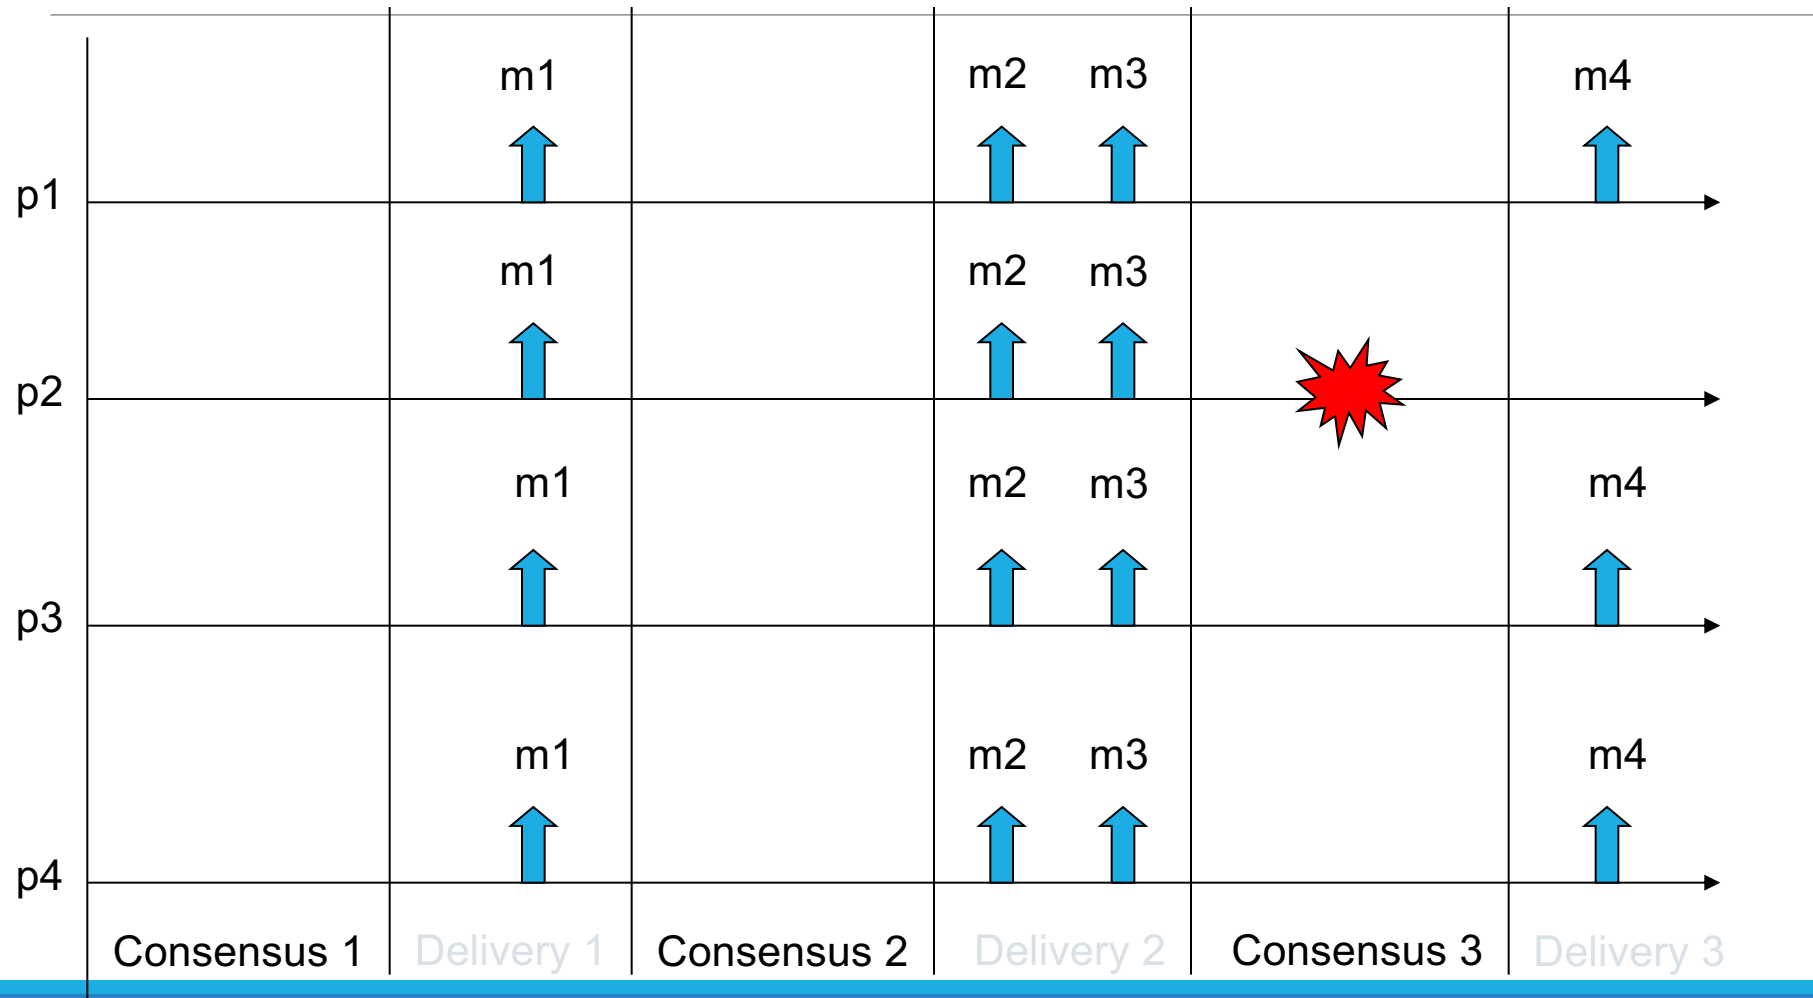 m1 m2 m3 m4
p1
m1 m2 m3
p2
m1 m2 m3 m4
p3
m1 m2 m3 m4
p4
Consensus 1 Delivery 1 Consensus 2 Delivery 2 Consensus 3 Delivery 3